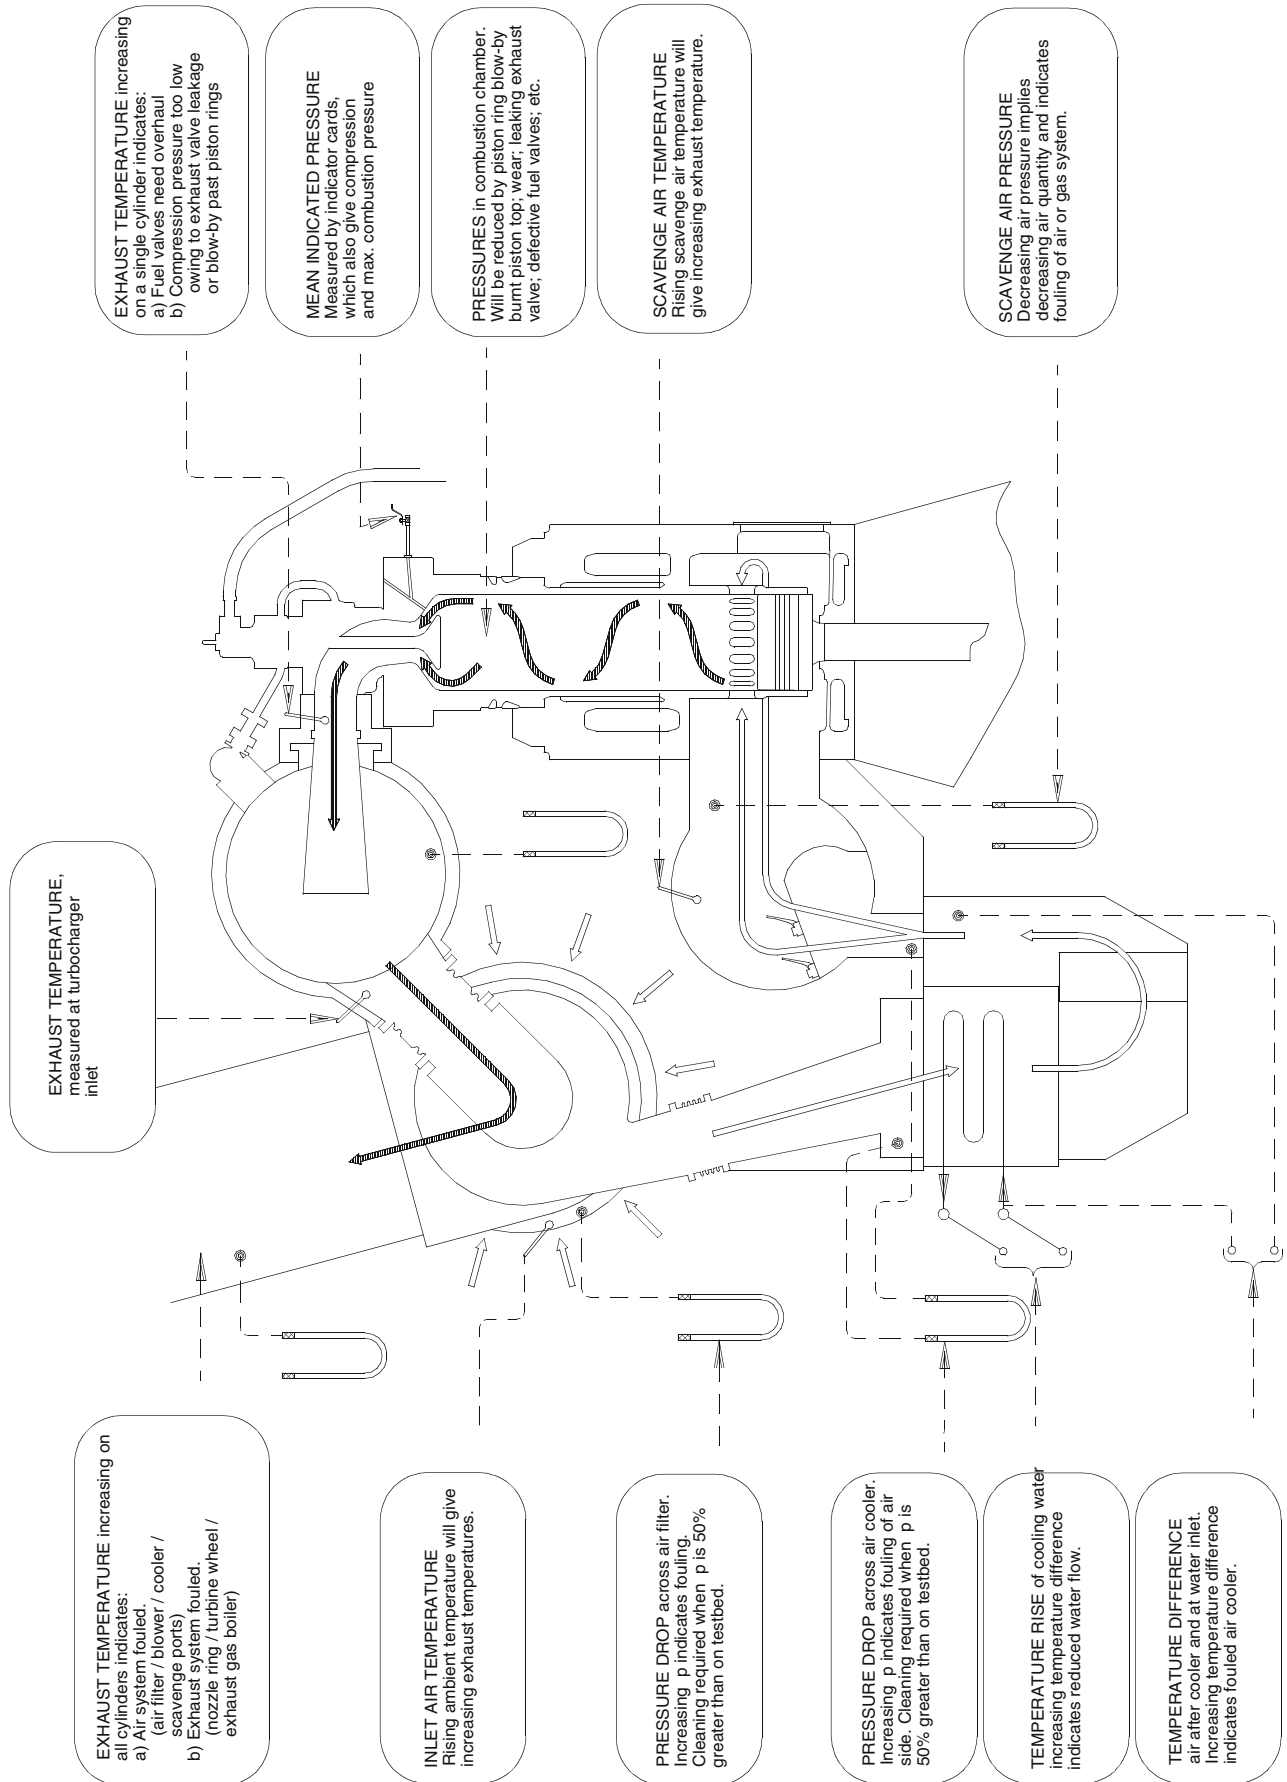 EXHAUST TEMPERATURE increasing on
all cylinders indicates:
a) Air system fouled.
(air filter / blower / cooler /
scavenge ports)
b) Exhaust system fouled.
(nozzle ring / turbine wheel /
exhaust gas boiler)
INLET AIR TEMPERATURE
Rising ambient temperature will give
increasing exhaust temperatures.
PRESSURE DROP across air filter.
Increasing p indicates fouling.
Cleaning required when p is 50%
greater than on testbed.
PRESSURE DROP across air cooler.
Increasing p indicates fouling of air
side. Cleaning required when p is
50% greater than on testbed.
TEMPERATURE RISE of cooling water
increasing temperature difference
indicates reduced water flow.
TEMPERATURE DIFFERENCE
air after cooler and at water inlet.
Increasing temperature difference
indicates fouled air cooler.
EXHAUST TEMPERATURE,
measured at turbocharger
inlet
EXHAUST TEMPERATURE increasing
on a single cylinder indicates:
a) Fuel valves need overhaul
b) Compression pressure too low
owing to exhaust valve leakage
or blow-by past piston rings
MEAN INDICATED PRESSURE
Measured by indicator cards,
which also give compression
and max. combustion pressure
PRESSURES in combustion chamber.
Will be reduced by piston ring blow-by
burnt piston top; wear; leaking exhaust
valve; defective fuel valves; etc.
SCAVENGE AIR TEMPERATURE
Rising scavenge air temperature will
give increasing exhaust temperature.
SCAVENGE AIR PRESSURE
Decreasing air pressure implies
decreasing air quantity and indicates
fouling of air or gas system.